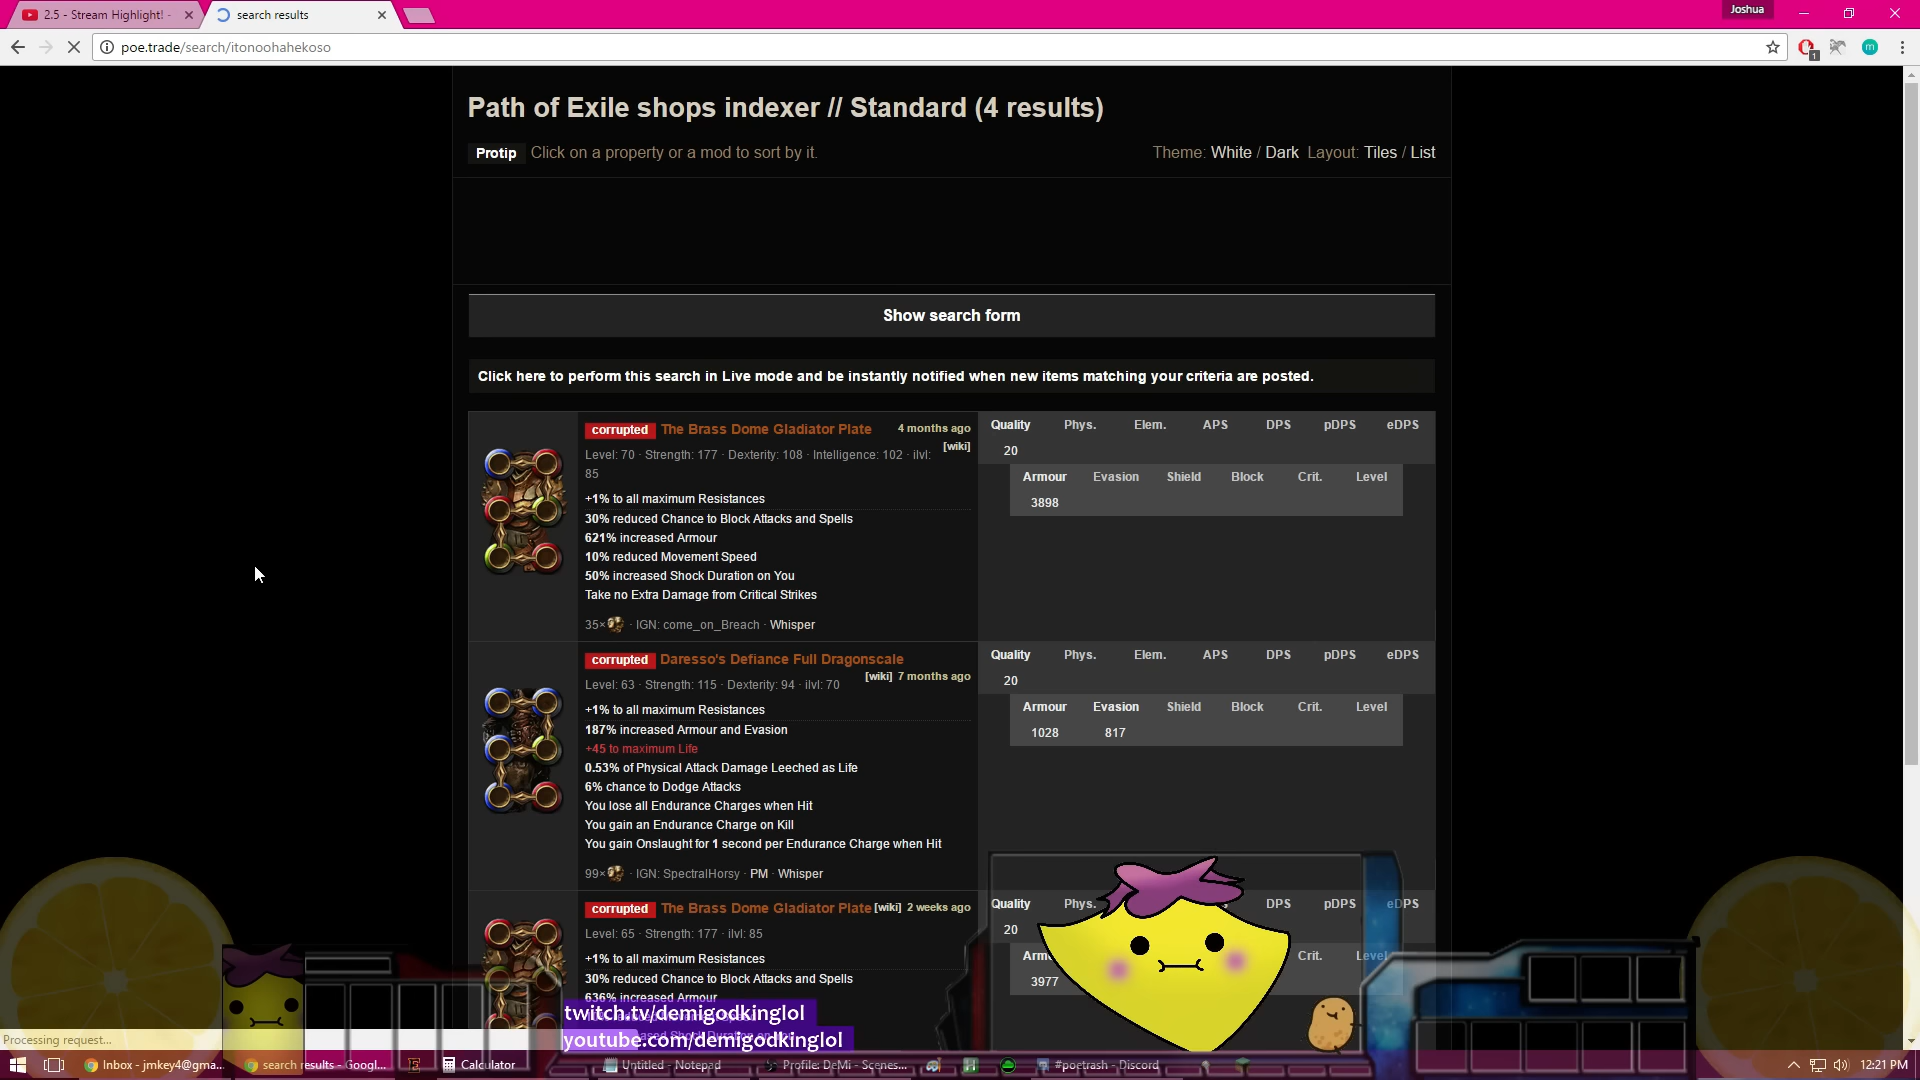 2.5 - Stream Highlight! -
search results
Joshua
poe.trade/search/itonoohahekoso
1
m
Path of Exile shops indexer // Standard (4 results)
Protip Click on a property or a mod to sort by it.
Theme: White / Dark Layout: Tiles / List
Show search form
Click here to perform this search in Live mode and be instantly notified when new items matching your criteria are posted.
corrupted The Brass Dome Gladiator Plate 4 months ago
[wiki]
Level: 70 · Strength: 177 · Dexterity: 108 · Intelligence: 102 · ilvl:
85
+1% to all maximum Resistances
30% reduced Chance to Block Attacks and Spells
621% increased Armour
10% reduced Movement Speed
50% increased Shock Duration on You
Take no Extra Damage from Critical Strikes
35× · IGN: come_on_Breach · Whisper
Quality Phys. Elem. APS DPS pDPS eDPS
20
Armour Evasion Shield Block Crit. Level
3898
corrupted Daresso's Defiance Full Dragonscale
[wiki] 7 months ago
Level: 63 · Strength: 115 · Dexterity: 94 · ilvl: 70
+1% to all maximum Resistances
187% increased Armour and Evasion
+45 to maximum Life
0.53% of Physical Attack Damage Leeched as Life
6% chance to Dodge Attacks
You lose all Endurance Charges when Hit
You gain an Endurance Charge on Kill
You gain Onslaught for 1 second per Endurance Charge when Hit
99× · IGN: SpectralHorsy · PM · Whisper
Quality Phys. Elem. APS DPS pDPS eDPS
20
Armour Evasion Shield Block Crit. Level
1028 817
corrupted The Brass Dome Gladiator Plate [wiki] 2 weeks ago
Level: 65 · Strength: 177 · ilvl: 85
+1% to all maximum Resistances
30% reduced Chance to Block Attacks and Spells
636% increased Armour
Quality Phys. DPS pDPS eDPS
20
Arm Crit. Level
3977
twitch.tv/demigodkinglol
youtube.com/demigodkinglol
Processing request...
Inbox - jmkey4@gma...
search results - Googl...
Calculator
Untitled - Notepad
Profile: DeMi - Scenes...
#poetrash - Discord
12:21 PM